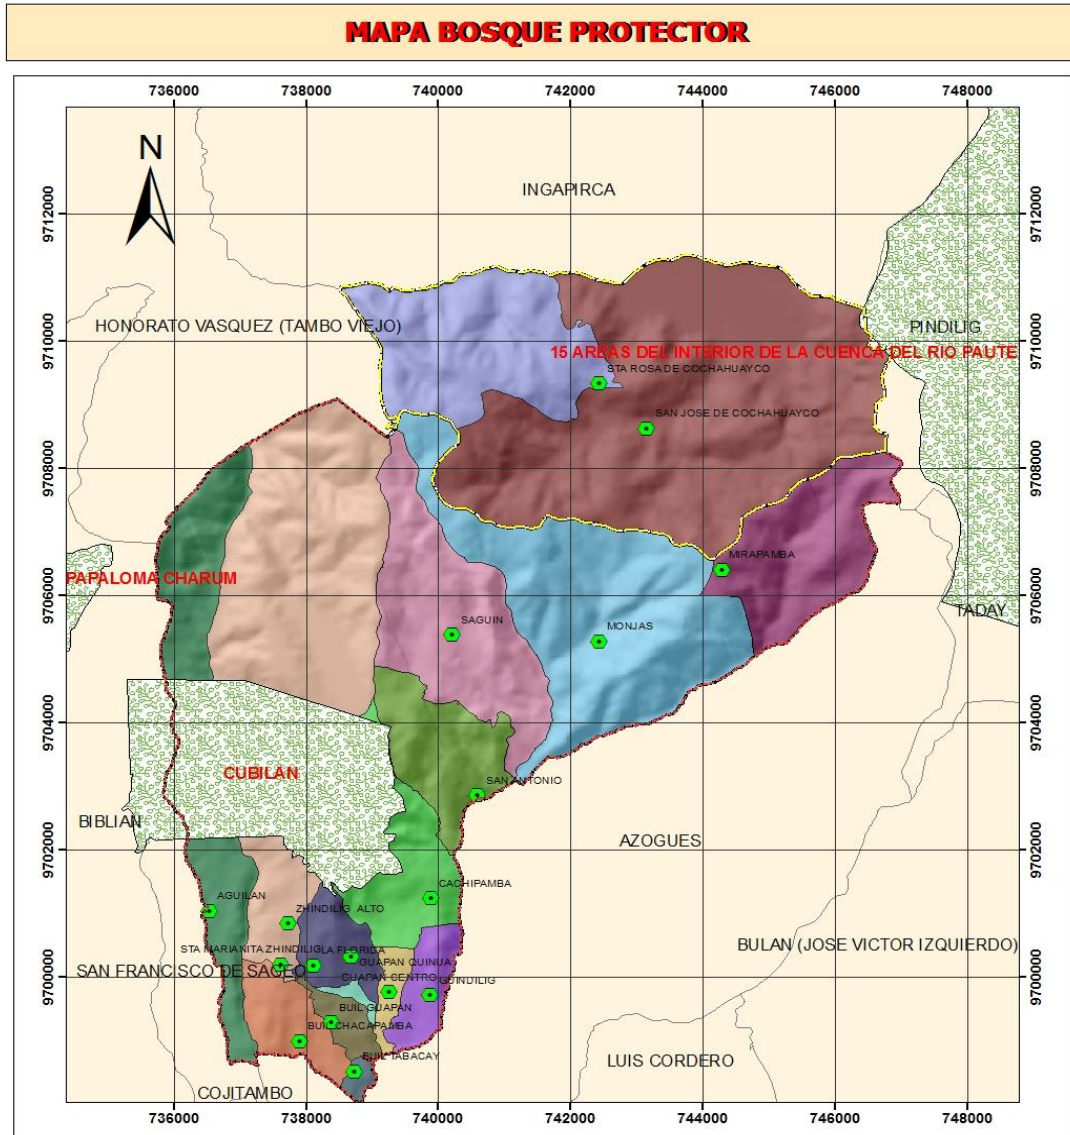 MAPA BOSQUE PROTECTOR
736000 738000 740000 742000 744000 746000 748000
N
INGAPIRCA
9712000 9712000
HONORATO VASQUEZ (TAMBO VIEJO)
PINDILIG
9710000 9710000
15 AREAS DEL INTERIOR DE LA CUENCA DEL RIO PAUTE
STA ROSA DE COCHAHUAYCO
SAN JOSE DE COCHAHUAYCO
9708000 9708000
MIRAPAMBA
PAPALOMA CHARUM
9706000 9706000
TADAY
SAGUIN
MONJAS
9704000 9704000
CUBILAN
SAN ANTONIO
BIBLIAN
AZOGUES
9702000 9702000
CACHIPAMBA
AGUILAN
ZHINDILIG ALTO
BULAN (JOSE VICTOR IZQUIERDO)
STA MARIANITA ZHINDILIG
LA FLORIDA
GUAPAN QUINUA
SAN FRANCISCO DE SAGEO
9700000 9700000
GUAPAN CENTRO
GUINDILIG
BUIL GUAPAN
BUIL CHACAPAMBA
BUIL TABACAY
LUIS CORDERO
COJITAMBO
736000 738000 740000 742000 744000 746000 748000